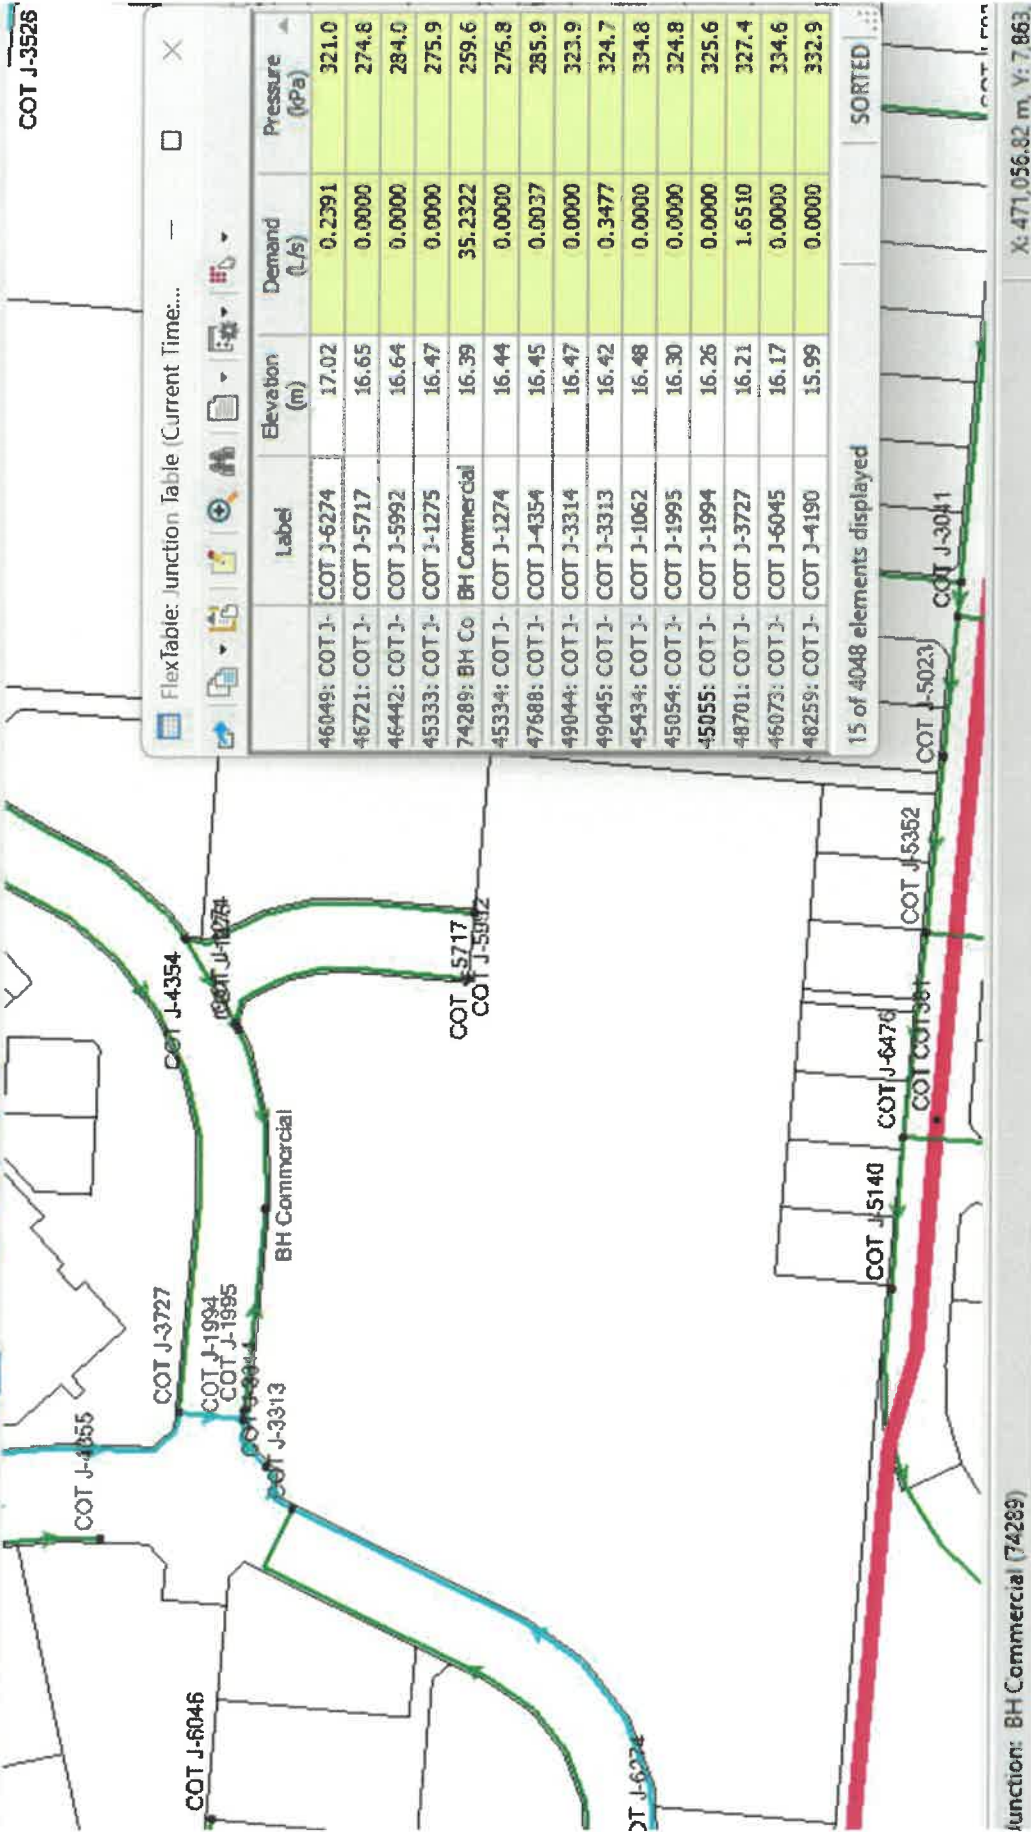 COT J-3526
FlexTable: Junction Table (Current Time:...
Label Elevation (m) Demand (L/s) Pressure (kPa)
46049: COT J- COT J-6274 17.02 0.2391 321.0
46721: COT J- COT J-5717 16.65 0.0000 274.8
46442: COT J- COT J-5992 16.64 0.0000 284.0
45333: COT J- COT J-1275 16.47 0.0000 275.9
74289: BH Co BH Commercial 16.39 35.2322 259.6
45334: COT J- COT J-1274 16.44 0.0000 276.8
47688: COT J- COT J-4354 16.45 0.0037 285.9
49044: COT J- COT J-3314 16.47 0.0000 323.9
49045: COT J- COT J-3313 16.42 0.3477 324.7
45434: COT J- COT J-1062 16.48 0.0000 334.8
45054: COT J- COT J-1995 16.30 0.0000 324.8
45055: COT J- COT J-1994 16.26 0.0000 325.6
48701: COT J- COT J-3727 16.21 1.6510 327.4
46073: COT J- COT J-6045 16.17 0.0000 334.6
48259: COT J- COT J-4190 15.99 0.0000 332.9
15 of 4048 elements displayed SORTED
COT J-4355
COT J-3727
COT J-4354
COT J-6046
COT J-1994
COT J-1995
COT J-3313
BH Commercial
COT J-5717
COT J-5992
COT J-5140
COT J-6476
COT J-5352
COT J-5023
COT J-3041
Junction: BH Commercial (74289)
X: 471,056.82 m, Y: 7,863